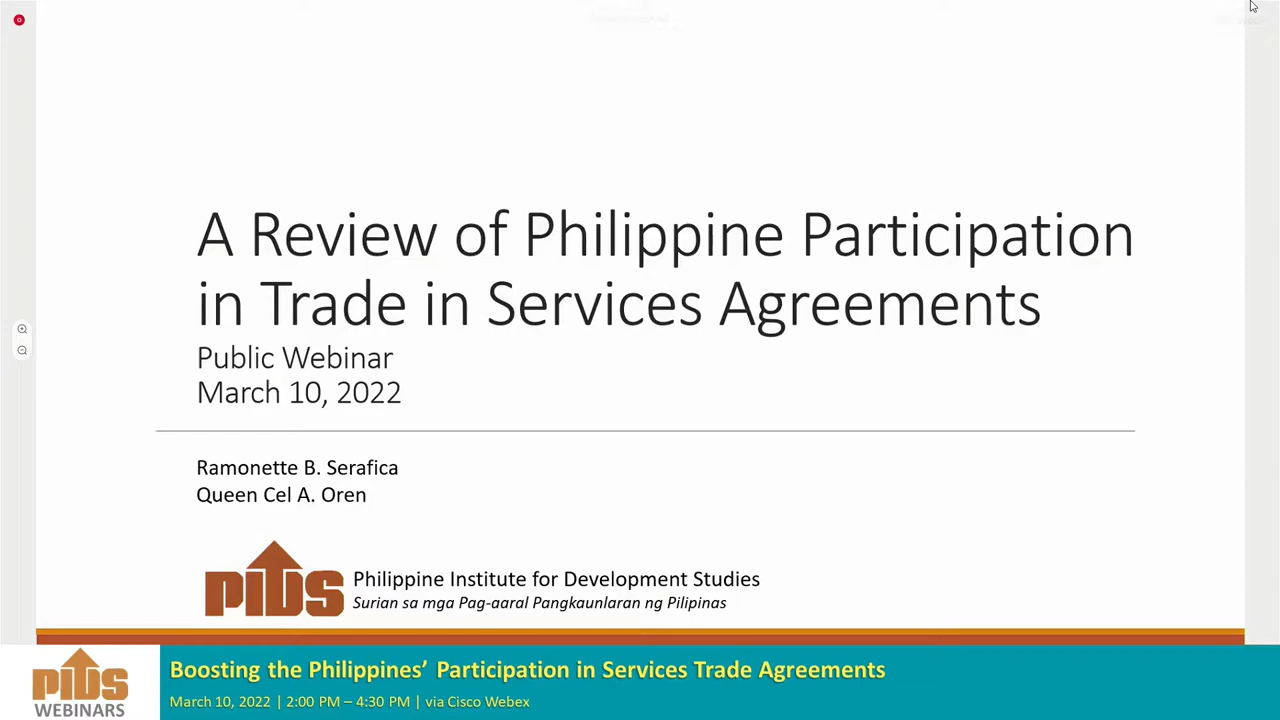 A Review of Philippine Participation
in Trade in Services Agreements
Public Webinar
March 10, 2022
Ramonette B. Serafica
Queen Cel A. Oren
PIDS
Philippine Institute for Development Studies
Surian sa mga Pag-aaral Pangkaunlaran ng Pilipinas
PIDS
WEBINARS
Boosting the Philippines’ Participation in Services Trade Agreements
March 10, 2022 | 2:00 PM – 4:30 PM | via Cisco Webex